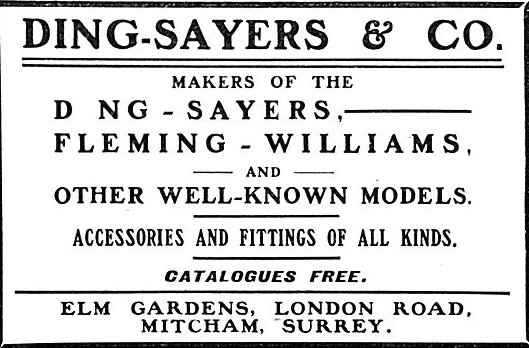 DING-SAYERS & CO.
MAKERS OF THE
D NG - SAYERS,
FLEMING - WILLIAMS,
AND
OTHER WELL-KNOWN MODELS.
ACCESSORIES AND FITTINGS OF ALL KINDS.
CATALOGUES FREE.
ELM GARDENS, LONDON ROAD,
MITCHAM, SURREY.